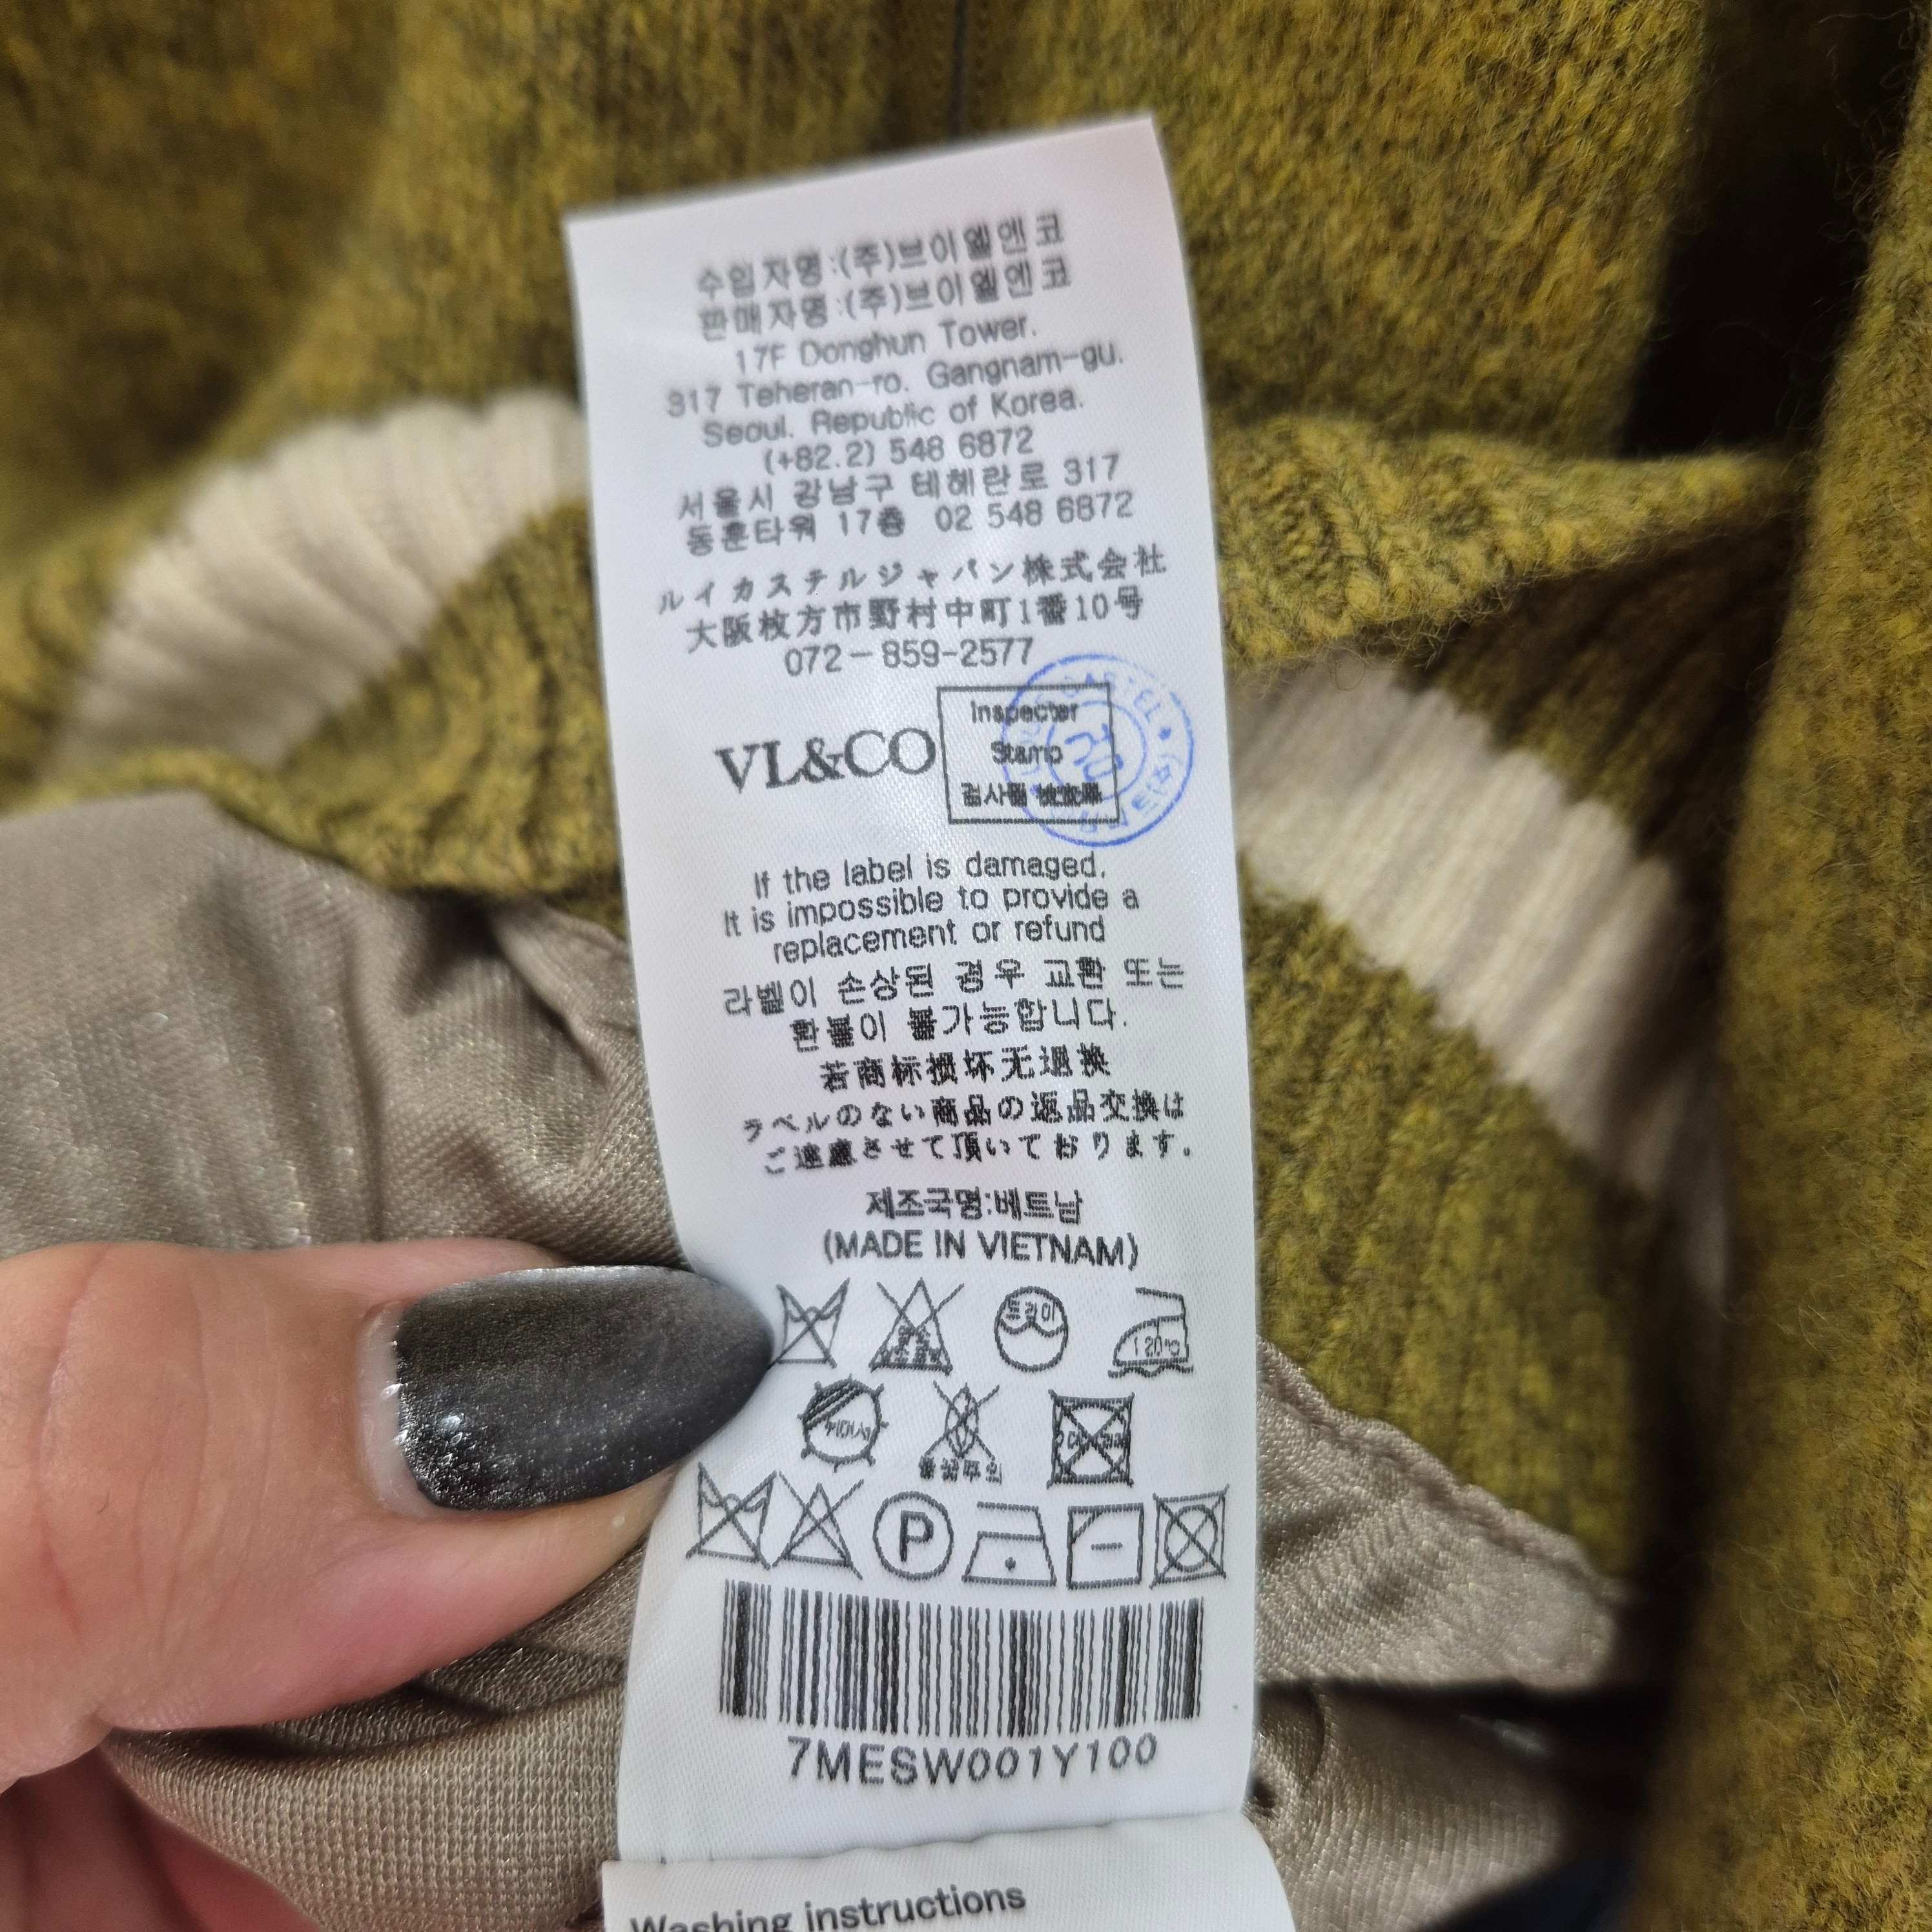 수입자명:(주)브이엘엔코
판매자명:(주)브이엘엔코
17F Donghun Tower.
317 Teheran-ro. Gangnam-gu.
Seoul. Republic of Korea.
(+82.2) 548 6872
서울시 강남구 테헤란로 317
동훈타워 17층 02 548 6872
ルイカステルジャパン株式会社
大阪枚方市野村中町1番10号
072-859-2577
VL&CO
Inspecter
Stamp
검사필
If the label is damaged.
It is impossible to provide a
replacement or refund
라벨이 손상된 경우 교환 또는
환불이 불가능합니다.
若商标损坏无退换
ラベルのない商品の返品交換は
ご遠慮させて頂いております.
제조국명:베트남
(MADE IN VIETNAM)
드라이
120℃
P
7MESW001Y100
Washing instructions